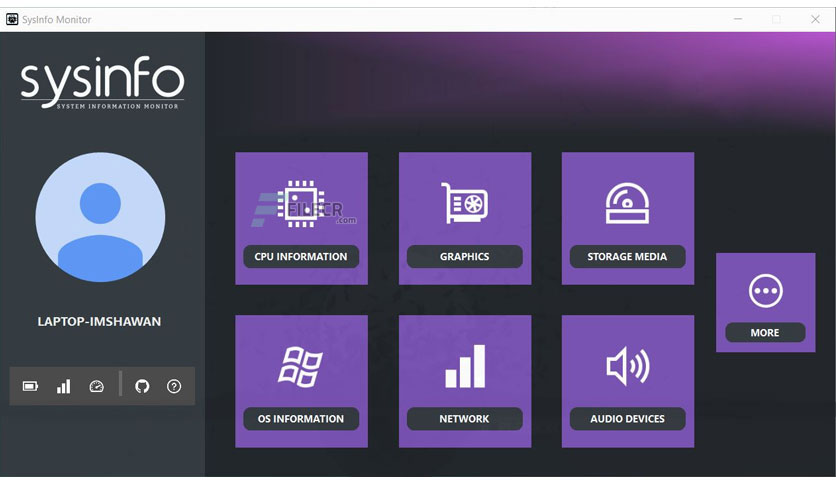 SysInfo Monitor
sysinfo
SYSTEM INFORMATION MONITOR
LAPTOP-IMSHAWAN
FILECR
.com
CPU INFORMATION
GRAPHICS
STORAGE MEDIA
MORE
OS INFORMATION
NETWORK
AUDIO DEVICES